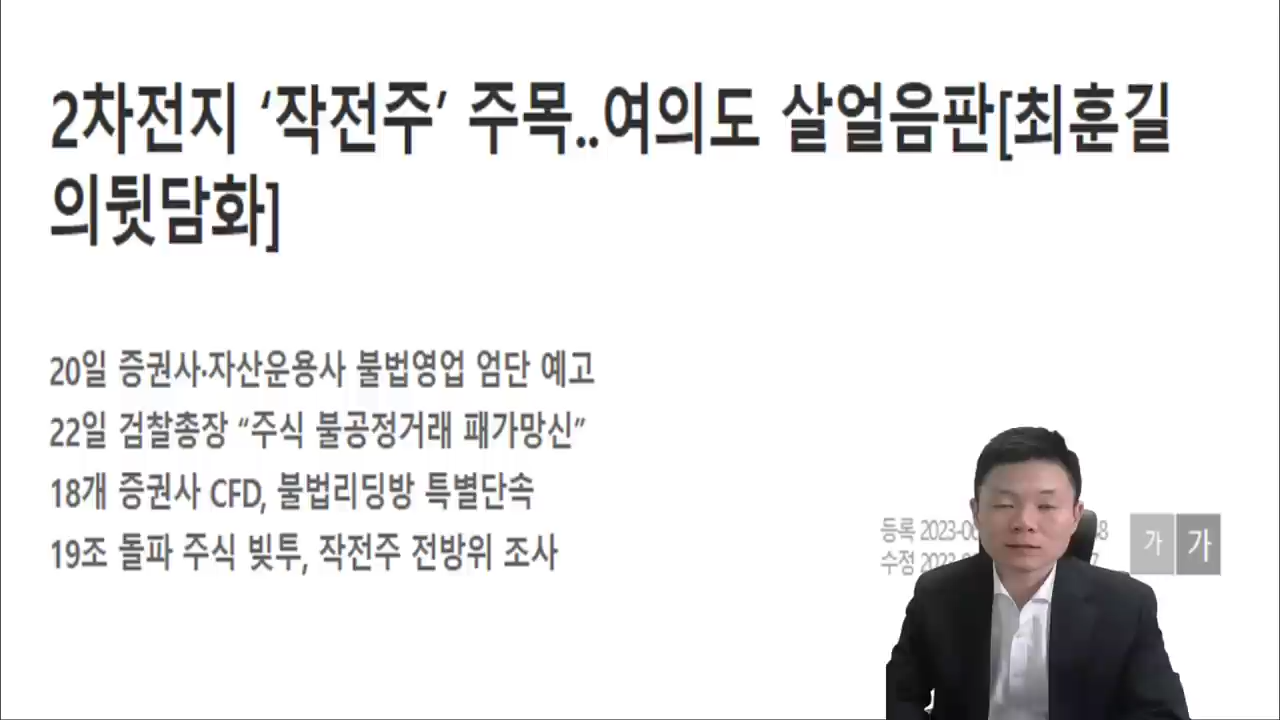 2차전지 ‘작전주’ 주목..여의도 살얼음판[최훈길
의뒷담화]
20일 증권사·자산운용사 불법영업 엄단 예고
22일 검찰총장 “주식 불공정거래 패가망신”
18개 증권사 CFD, 불법리딩방 특별단속
19조 돌파 주식 빚투, 작전주 전방위 조사
등록
수정
가 가